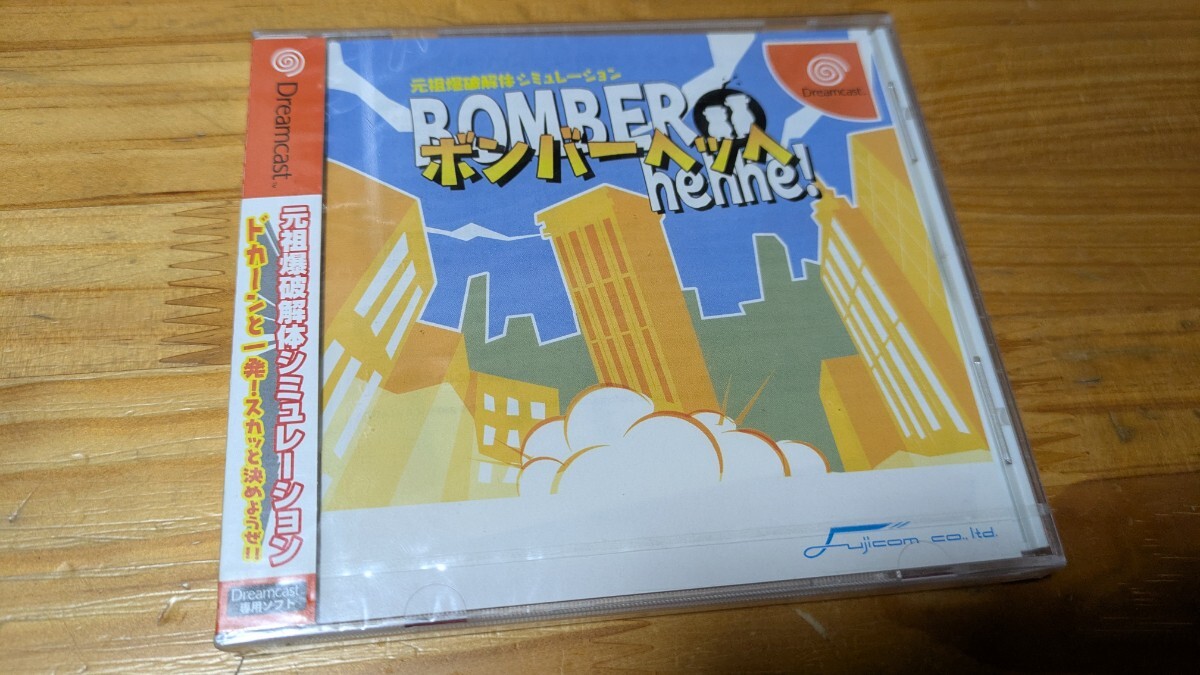 Dreamcast™
元祖爆破解体シミュレーション
ドカーンと一発!スカッと決めようぜ!!
Dreamcast
専用ソフト
元祖爆破解体シミュレーション
BOMBER
ボンバーヘッヘ
hehhe!
Dreamcast™
Fujicom co., ltd.